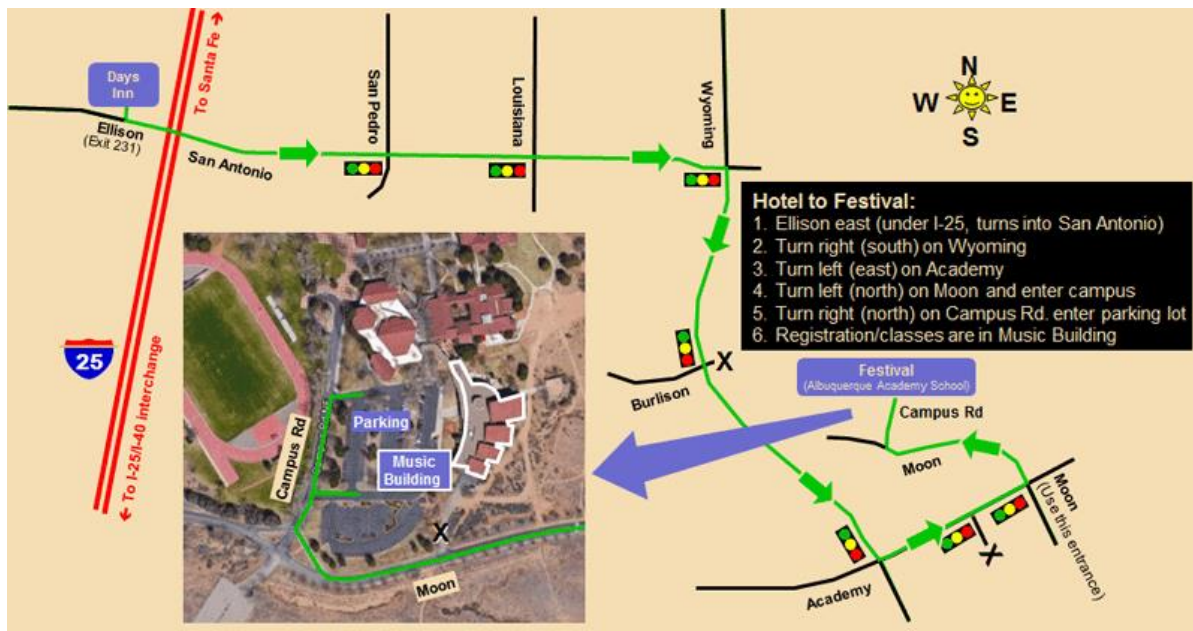 To Santa Fe →
Days
Inn
Ellison
(Exit 231)
San Antonio
San Pedro
Louisiana
Wyoming
N
W E
S
Hotel to Festival:
1. Ellison east (under I-25, turns into San Antonio)
2. Turn right (south) on Wyoming
3. Turn left (east) on Academy
4. Turn left (north) on Moon and enter campus
5. Turn right (north) on Campus Rd. enter parking lot
6. Registration/classes are in Music Building
25
← To I-25/I-40 interchange
Campus Rd
Parking
Music
Building
X
Moon
Burlison
X
Festival
(Albuquerque Academy School)
Campus Rd
Moon
Moon
(Use this entrance)
X
Academy